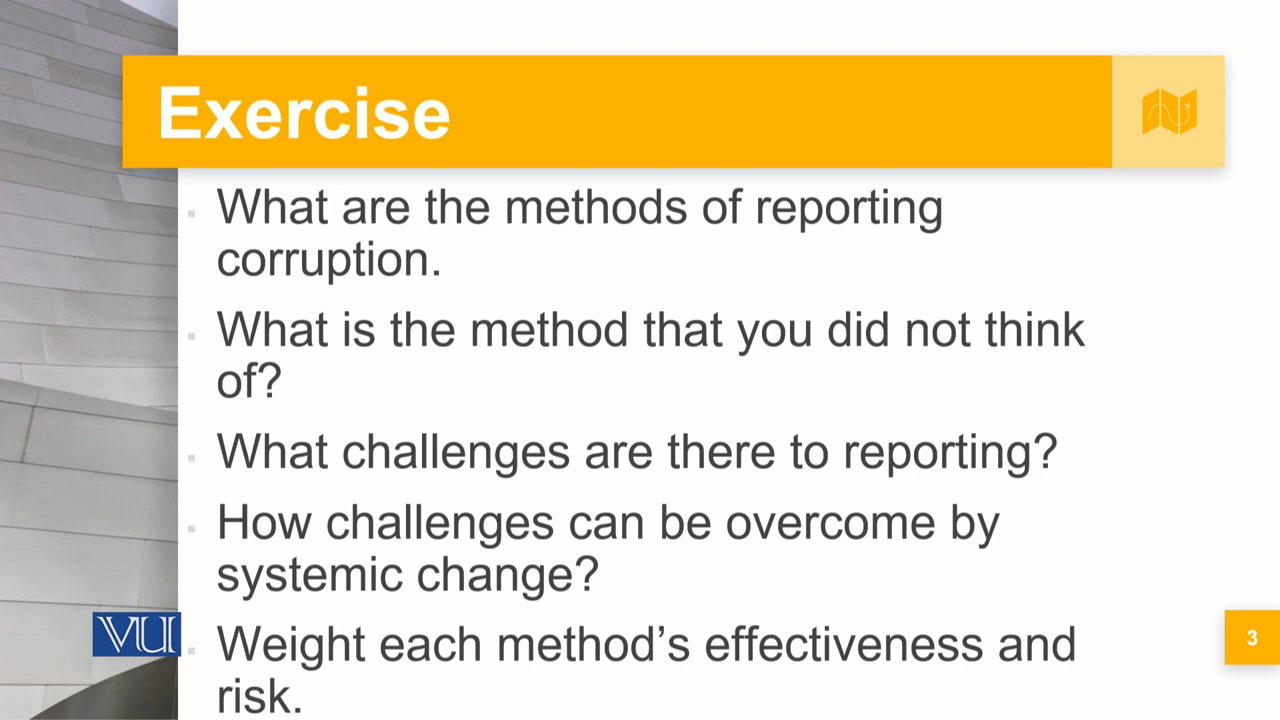 Exercise
What are the methods of reporting
corruption.
What is the method that you did not think
of?
What challenges are there to reporting?
How challenges can be overcome by
systemic change?
VU
Weight each method’s effectiveness and
risk.
3